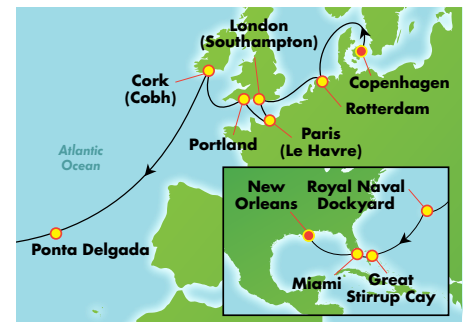 London
(Southampton)
Cork
(Cobh)
Copenhagen
Rotterdam
Portland
Paris
(Le Havre)
Atlantic
Ocean
Ponta Delgada
New
Orleans
Royal Naval
Dockyard
Miami
Great
Stirrup Cay